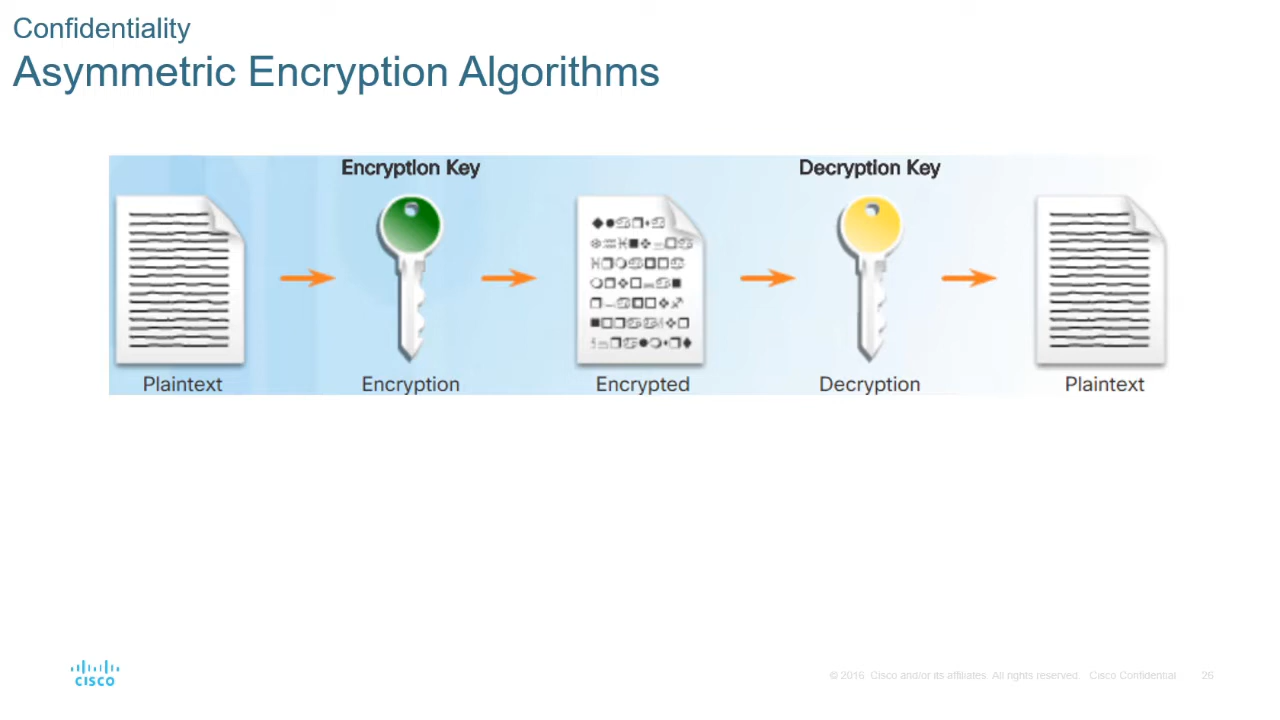 Confidentiality
Asymmetric Encryption Algorithms
Encryption Key
Decryption Key
Plaintext
Encryption
Encrypted
Decryption
Plaintext
CISCO
© 2016 Cisco and/or its affiliates. All rights reserved. Cisco Confidential
26